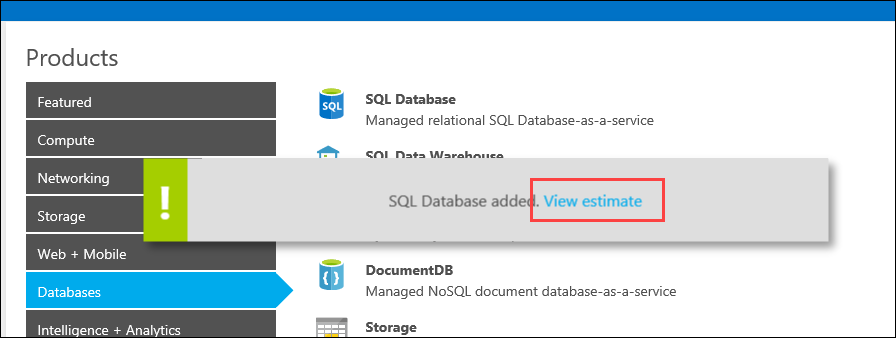 Products
Featured
Compute
Networking
Storage
Web + Mobile
Databases
Intelligence + Analytics
SQL
SQL Database
Managed relational SQL Database-as-a-service
SQL Data Warehouse
!
SQL Database added. View estimate
DocumentDB
Managed NoSQL document database-as-a-service
Storage